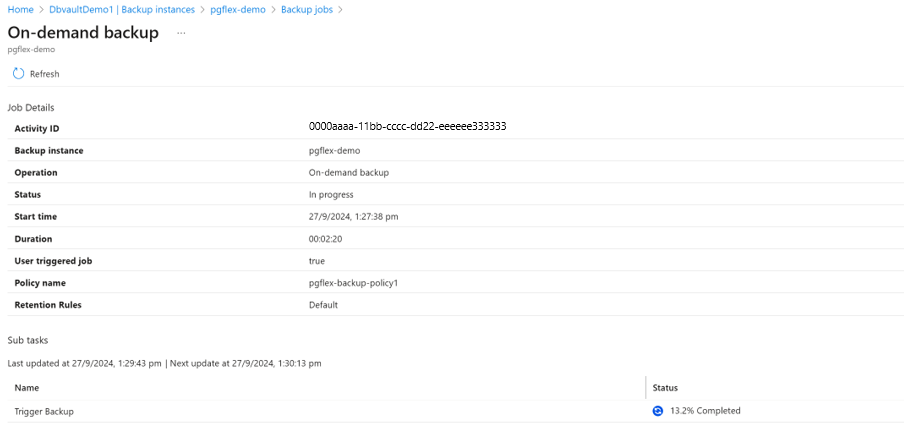 Home > DbvaultDemo1 | Backup instances > pgflex-demo > Backup jobs >
On-demand backup ...
pgflex-demo
Refresh
Job Details
Activity ID 0000aaaa-11bb-cccc-dd22-eeeeee333333
Backup instance pgflex-demo
Operation On-demand backup
Status In progress
Start time 27/9/2024, 1:27:38 pm
Duration 00:02:20
User triggered job true
Policy name pgflex-backup-policy1
Retention Rules Default
Sub tasks
Last updated at 27/9/2024, 1:29:43 pm | Next update at 27/9/2024, 1:30:13 pm
Name Status
Trigger Backup 13.2% Completed